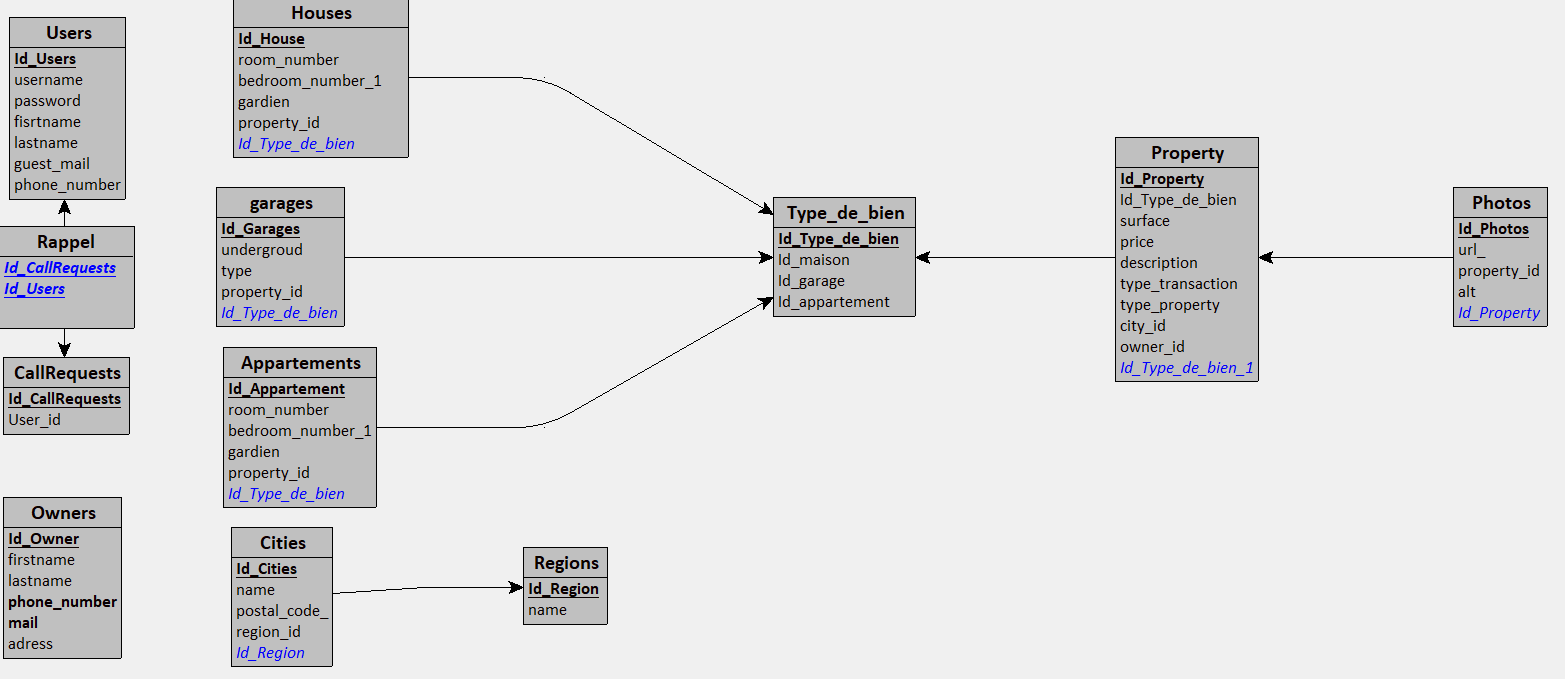 Users
Id_Users
username
password
fisrtname
lastname
guest_mail
phone_number
Rappel
Id_CallRequests
Id_Users
CallRequests
Id_CallRequests
User_id
Owners
Id_Owner
firstname
lastname
phone_number
mail
adress
Houses
Id_House
room_number
bedroom_number_1
gardien
property_id
Id_Type_de_bien
garages
Id_Garages
undergroud
type
property_id
Id_Type_de_bien
Appartements
Id_Appartement
room_number
bedroom_number_1
gardien
property_id
Id_Type_de_bien
Cities
Id_Cities
name
postal_code_
region_id
Id_Region
Regions
Id_Region
name
Type_de_bien
Id_Type_de_bien
Id_maison
Id_garage
Id_appartement
Property
Id_Property
Id_Type_de_bien
surface
price
description
type_transaction
type_property
city_id
owner_id
Id_Type_de_bien_1
Photos
Id_Photos
url_
property_id
alt
Id_Property